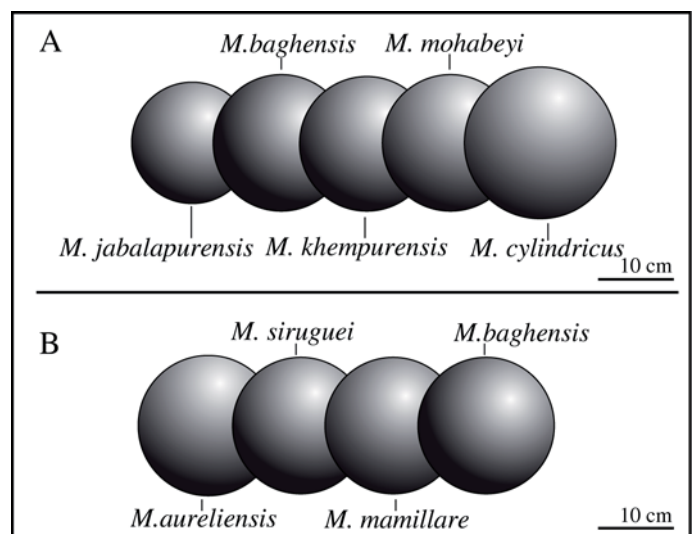 A
M.baghensis M. mohabeyi
M. jabalapurensis M. khempurensis M. cylindricus
10 cm
B
M. siruguei M.baghensis
M.aureliensis M. mamillare
10 cm